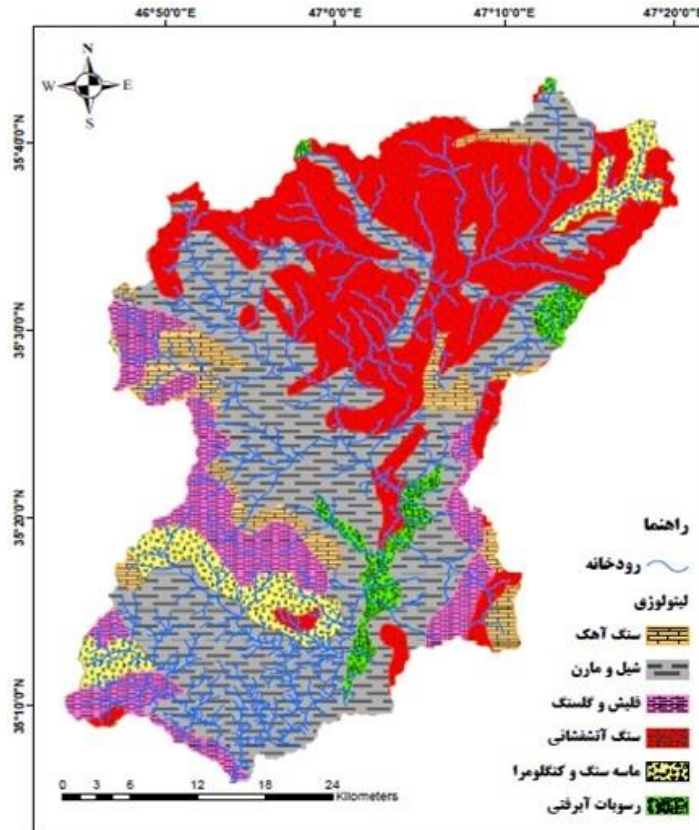 46°50'0"E 47°0'0"E 47°10'0"E 47°20'0"E
N
W E
S
35°40'0"N
35°30'0"N
35°20'0"N
35°10'0"N
راهنما
رودخانه
لیتولوژی
سنگ آهک
شیل و مارن
فلیش و گلسنگ
سنگ آتشفشانی
ماسه سنگ و کنگلومرا
رسوبات آبرفتی
0 3 6 12 18 24
Kilometers